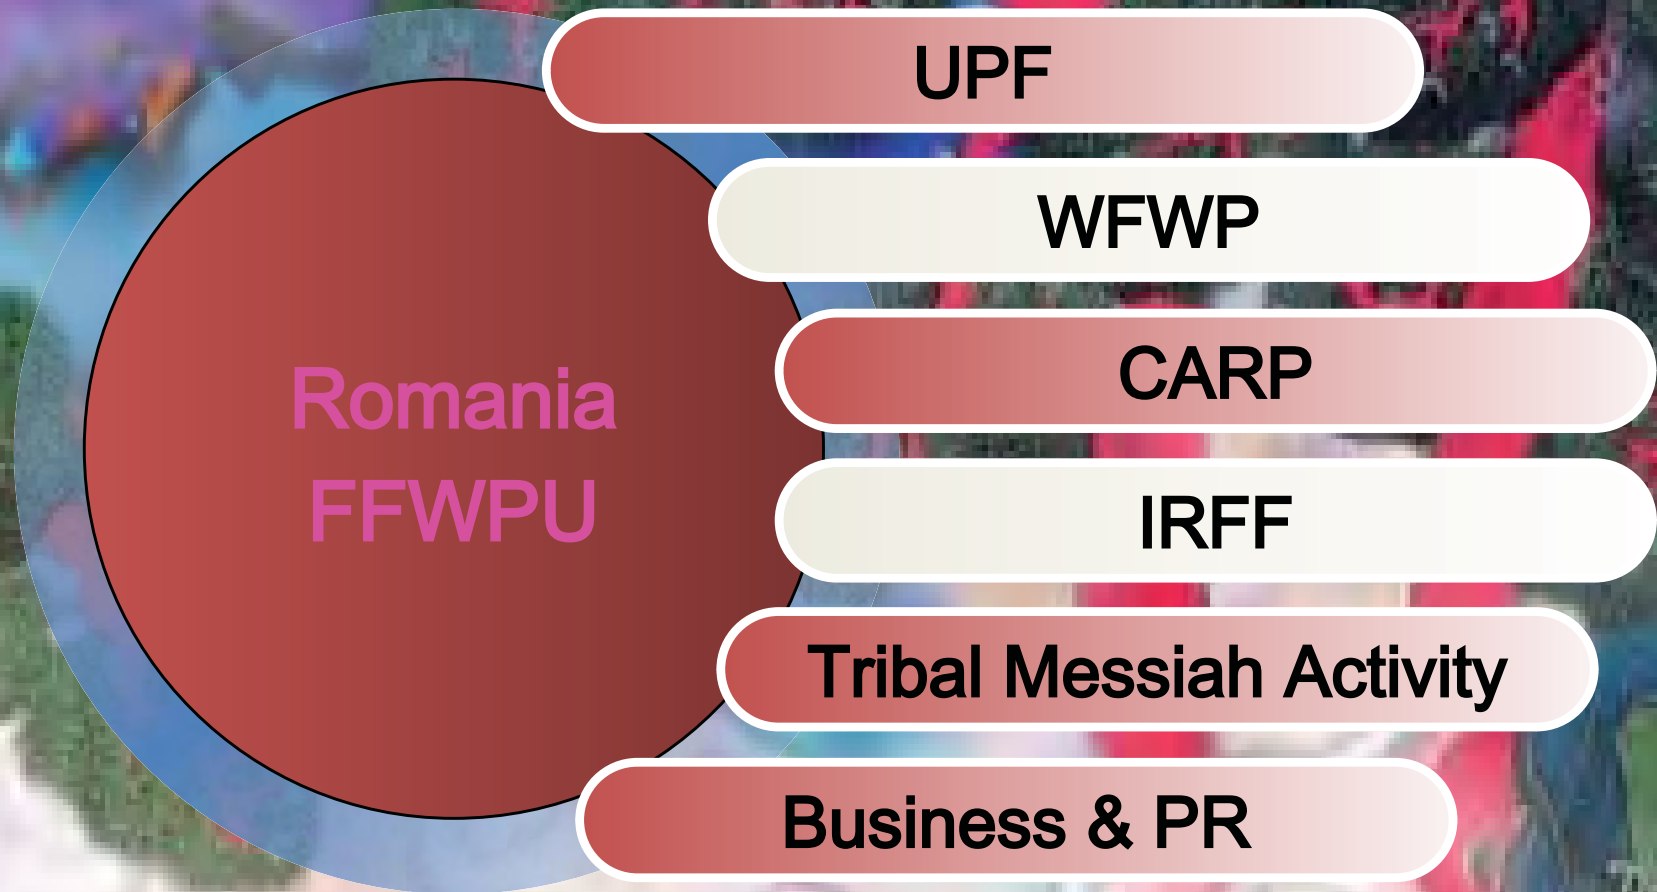 UPF
WFWP
CARP
Romania
FFWPU
IRFF
Tribal Messiah Activity
Business & PR